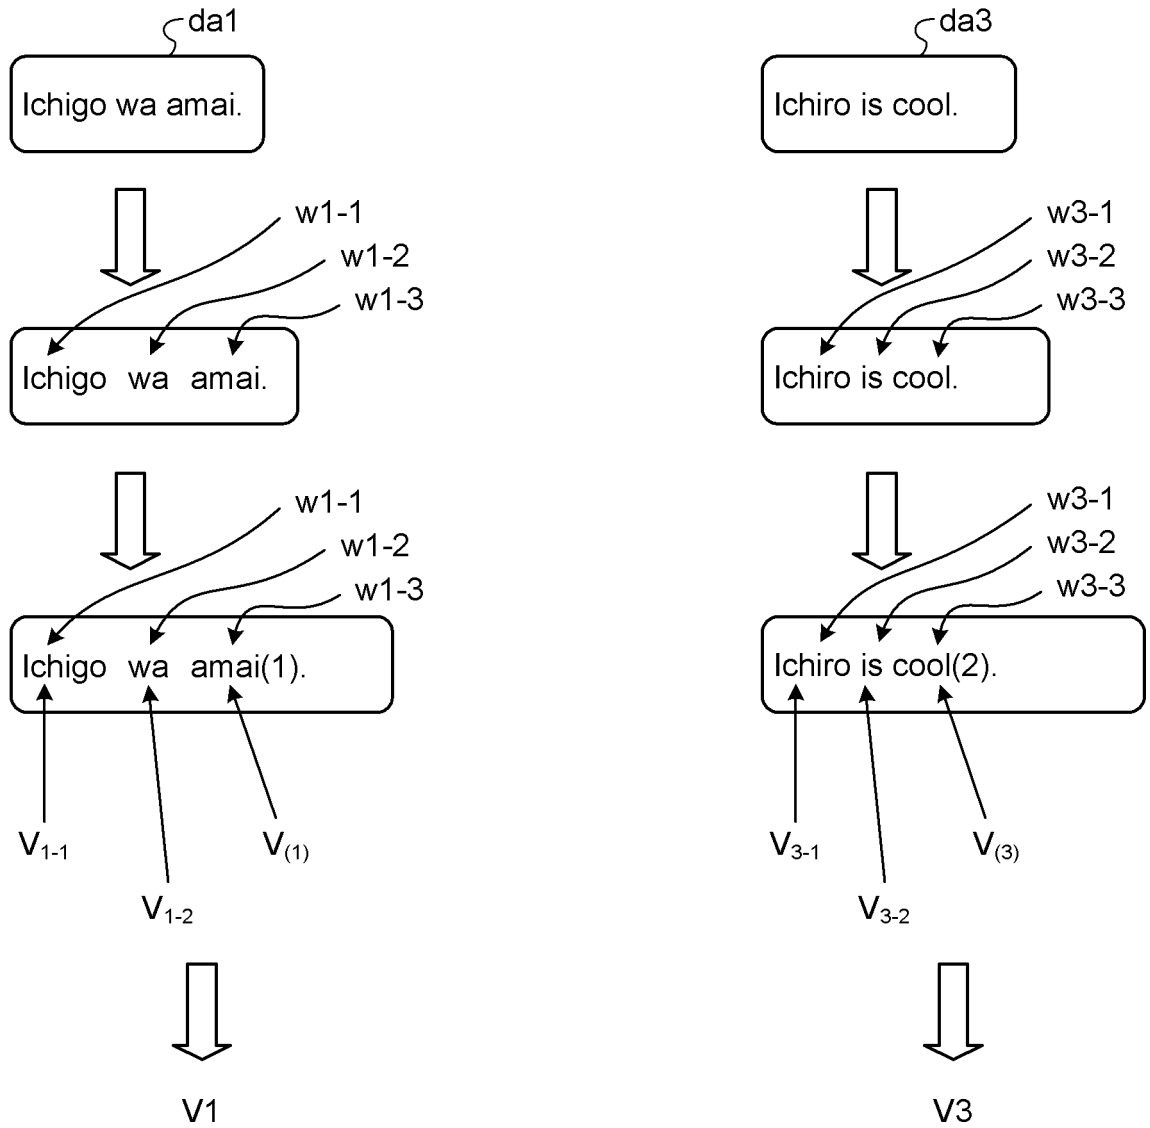 da1
Ichigo wa amai.
w1-1
w1-2
w1-3
Ichigo wa amai.
w1-1
w1-2
w1-3
Ichigo wa amai(1).
V1-1
V(1)
V1-2
V1
da3
Ichiro is cool.
w3-1
w3-2
w3-3
Ichiro is cool.
w3-1
w3-2
w3-3
Ichiro is cool(2).
V3-1
V(3)
V3-2
V3